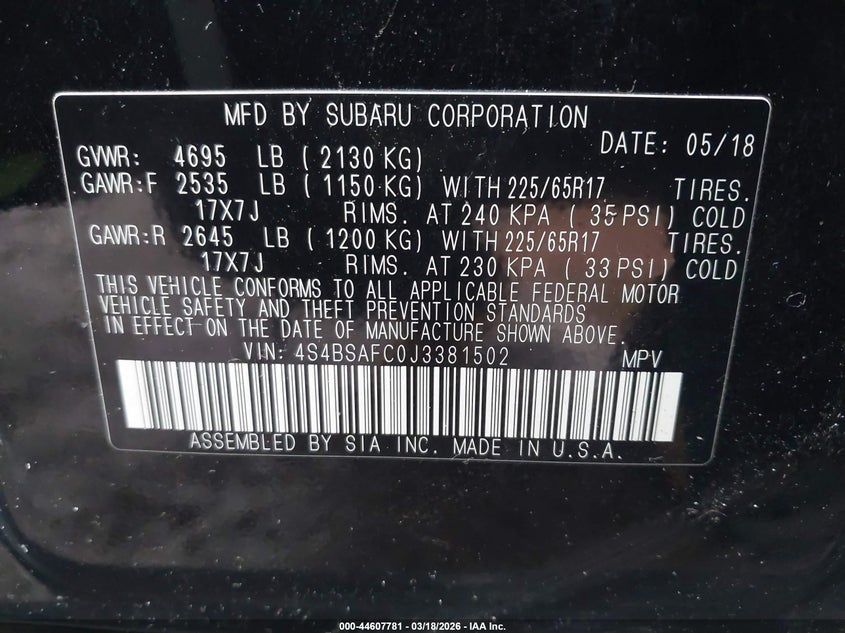 MFD BY SUBARU CORPORATION
DATE: 05/18
GVWR: 4695 LB ( 2130 KG)
GAWR:F 2535 LB ( 1150 KG) WITH 225/65R17 TIRES.
17X7J RIMS. AT 240 KPA ( 35 PSI) COLD
GAWR:R 2645 LB ( 1200 KG) WITH 225/65R17 TIRES.
17X7J RIMS. AT 230 KPA ( 33 PSI) COLD
THIS VEHICLE CONFORMS TO ALL APPLICABLE FEDERAL MOTOR
VEHICLE SAFETY AND THEFT PREVENTION STANDARDS
IN EFFECT ON THE DATE OF MANUFACTURE SHOWN ABOVE.
VIN: 4S4BSAFC0J3381502 MPV
ASSEMBLED BY SIA INC. MADE IN U.S.A.
000-44607781 - 03/18/2026 - IAA Inc.